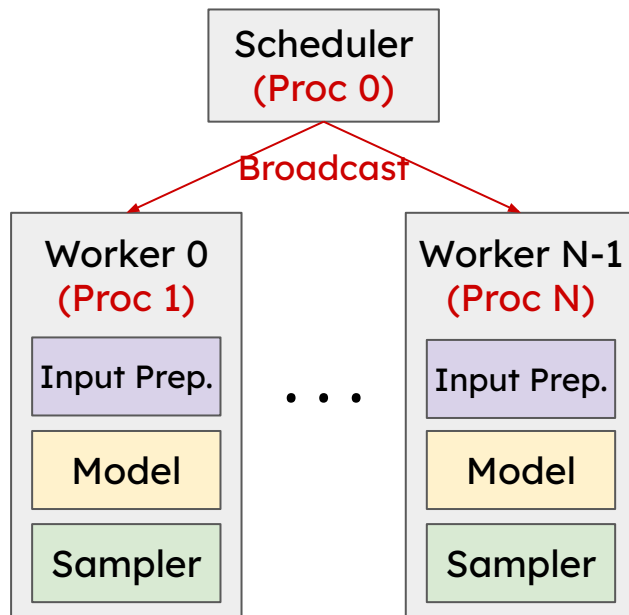 Scheduler
(Proc 0)
Broadcast
Worker 0
(Proc 1)
Input Prep.
Model
Sampler
. . .
Worker N-1
(Proc N)
Input Prep.
Model
Sampler